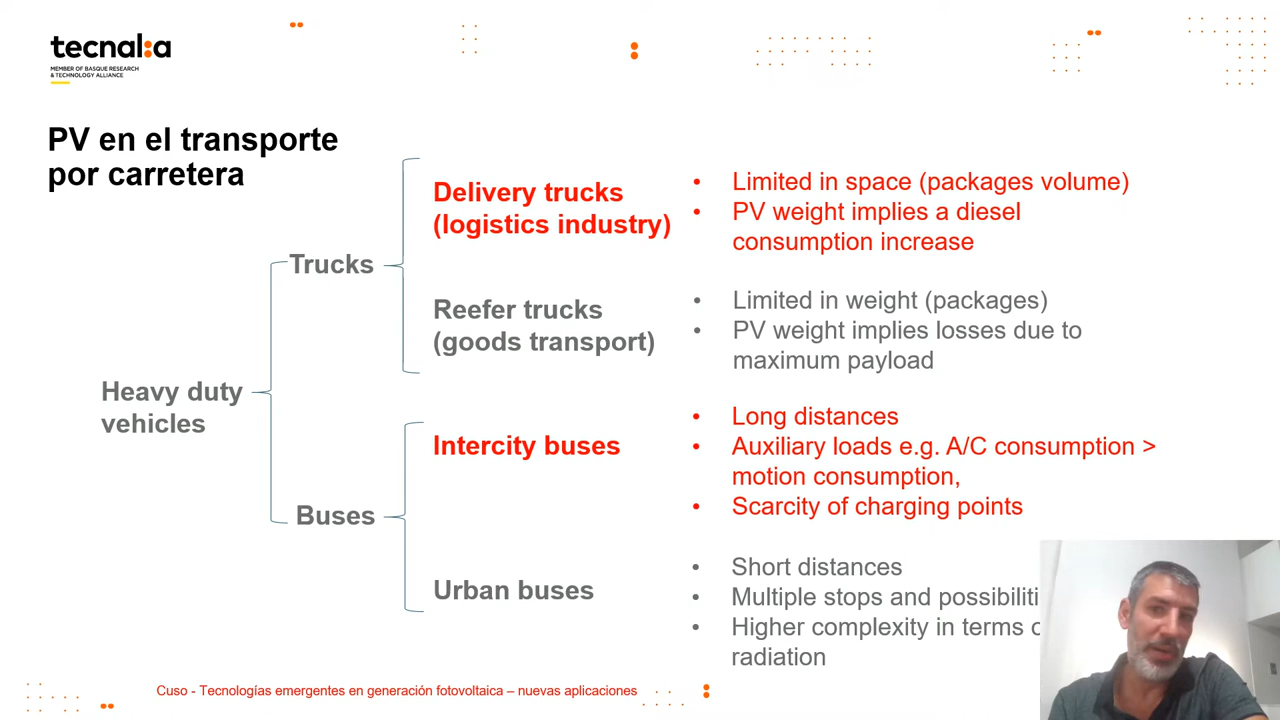 tecnal:a
MEMBER OF BASQUE RESEARCH
& TECHNOLOGY ALLIANCE
PV en el transporte
por carretera
Heavy duty
vehicles
Trucks
Delivery trucks
(logistics industry)
• Limited in space (packages volume)
• PV weight implies a diesel
consumption increase
Reefer trucks
(goods transport)
• Limited in weight (packages)
• PV weight implies losses due to
maximum payload
Buses
Intercity buses
• Long distances
• Auxiliary loads e.g. A/C consumption >
motion consumption,
• Scarcity of charging points
Urban buses
• Short distances
• Multiple stops and
• Higher complexity in terms
radiation
Cuso - Tecnologías emergentes en generación fotovoltaica – nuevas aplicaciones